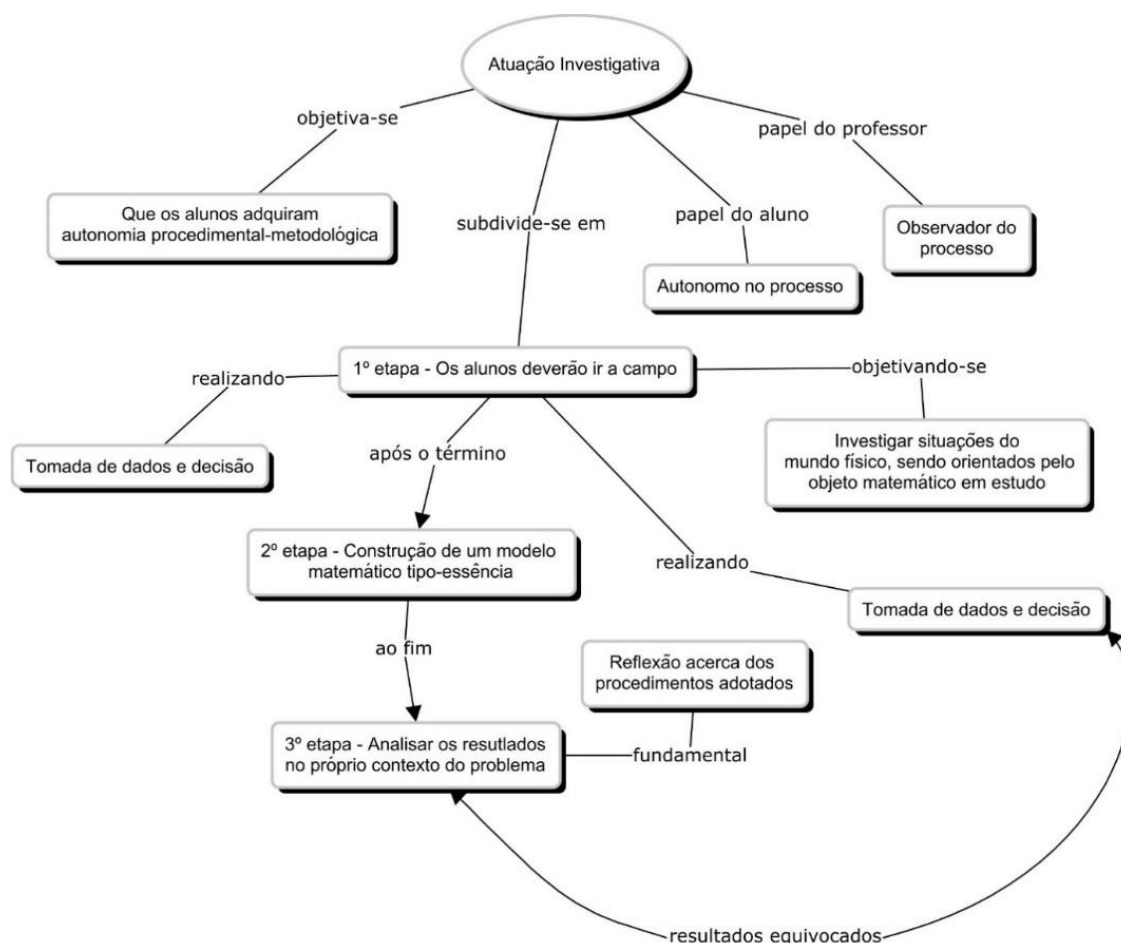 Atuação Investigativa
objetiva-se
papel do professor
Que os alunos adquiram
autonomia procedimental-metodológica
subdivide-se em
papel do aluno
Observador do
processo
Autonomo no processo
1º etapa - Os alunos deverão ir a campo
realizando
objetivando-se
Tomada de dados e decisão
após o término
Investigar situações do
mundo físico, sendo orientados pelo
objeto matemático em estudo
2º etapa - Construção de um modelo
matemático tipo-essência
realizando
Tomada de dados e decisão
ao fim
Reflexão acerca dos
procedimentos adotados
3º etapa - Analisar os resutlados
no próprio contexto do problema
fundamental
resultados equivocados